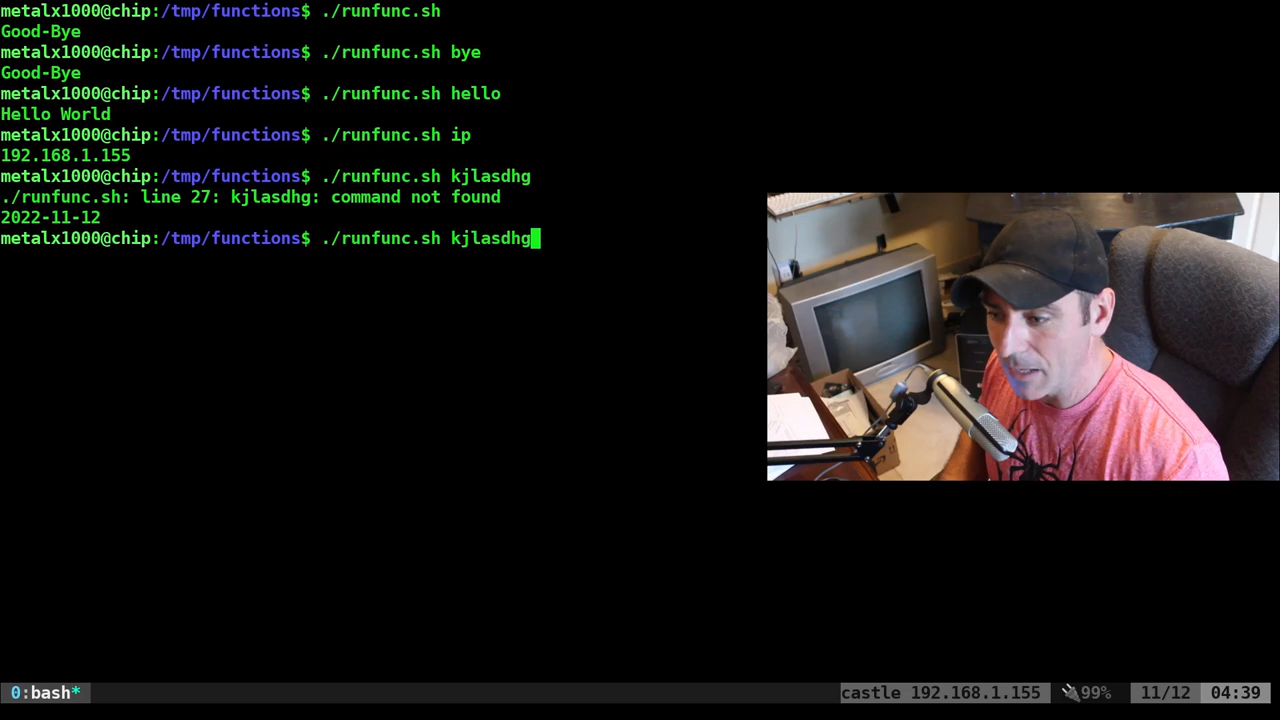 metalx1000@chip:/tmp/functions$ ./runfunc.sh
Good-Bye
metalx1000@chip:/tmp/functions$ ./runfunc.sh bye
Good-Bye
metalx1000@chip:/tmp/functions$ ./runfunc.sh hello
Hello World
metalx1000@chip:/tmp/functions$ ./runfunc.sh ip
192.168.1.155
metalx1000@chip:/tmp/functions$ ./runfunc.sh kjlasdhg
./runfunc.sh: line 27: kjlasdhg: command not found
2022-11-12
metalx1000@chip:/tmp/functions$ ./runfunc.sh kjlasdhg
0:bash* castle 192.168.1.155 99% 11/12 04:39